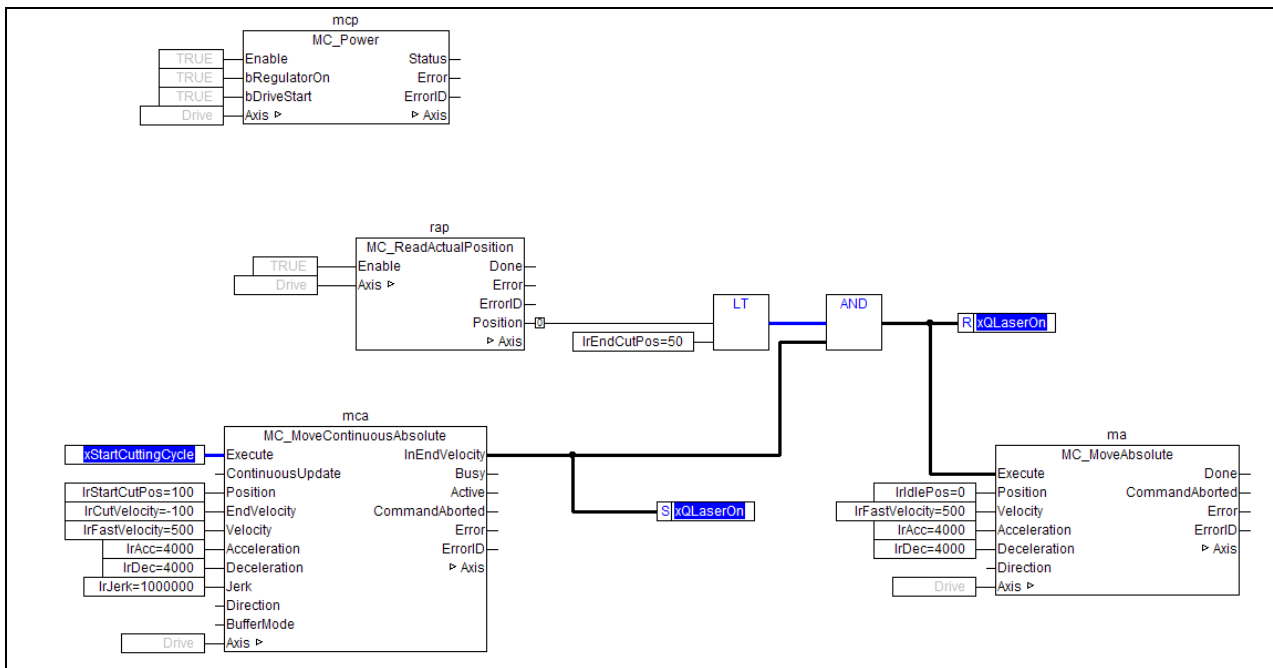 mcp
MC_Power
TRUE Enable Status
TRUE bRegulatorOn Error
TRUE bDriveStart ErrorID
Drive Axis Axis
rap
MC_ReadActualPosition
TRUE Enable Done
Drive Axis Error
ErrorID
Position 0
Axis
LT
AND
lrEndCutPos=50
R xQLaserOn
mca
MC_MoveContinuousAbsolute
xStartCuttingCycle Execute InEndVelocity
ContinuousUpdate Busy
lrStartCutPos=100 Position Active
lrCutVelocity=-100 EndVelocity CommandAborted
lrFastVelocity=500 Velocity Error
lrAcc=4000 Acceleration ErrorID
lrDec=4000 Deceleration Axis
lrJerk=1000000 Jerk
Direction
BufferMode
Drive Axis
S xQLaserOn
ma
MC_MoveAbsolute
Execute Done
lrIdlePos=0 Position CommandAborted
lrFastVelocity=500 Velocity Error
lrAcc=4000 Acceleration ErrorID
lrDec=4000 Deceleration Axis
Direction
Drive Axis